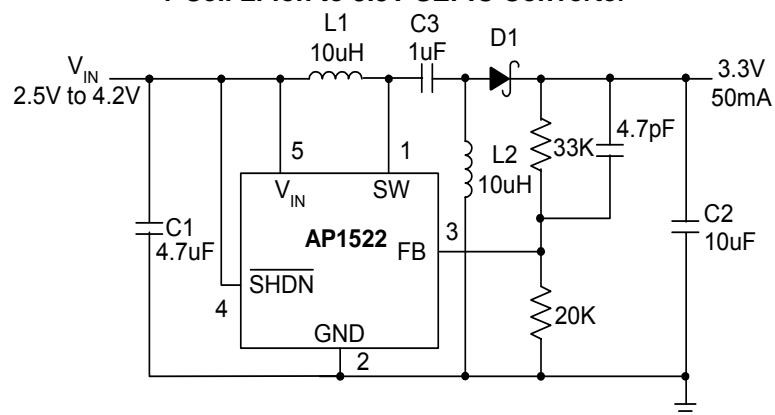 L1
10uH
C3
1uF
D1
V_IN
2.5V to 4.2V
3.3V
50mA
33K
4.7pF
5
1
L2
10uH
V_IN
SW
C1
4.7uF
AP1522
FB
3
C2
10uF
SHDN
4
20K
GND
2